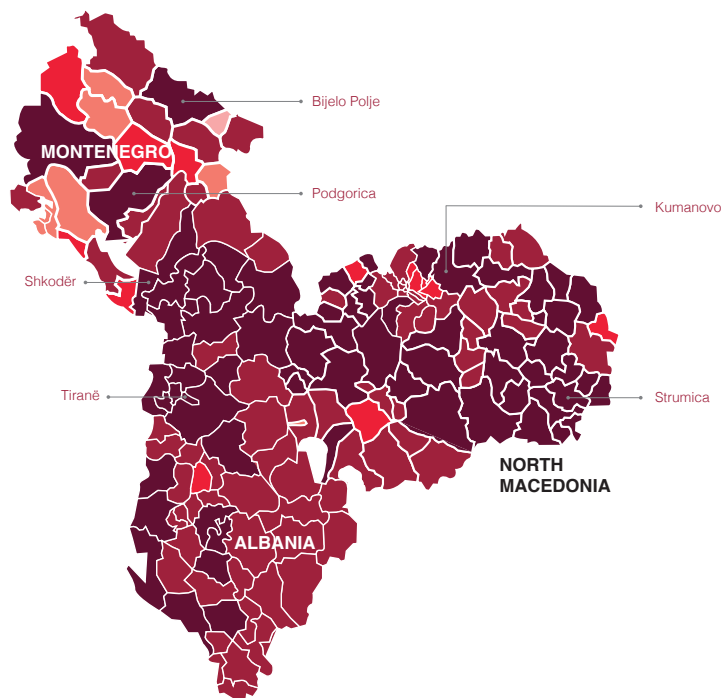 Bijelo Polje
MONTENEGRO
Podgorica
Kumanovo
Shkodër
Tiranë
Strumica
NORTH
MACEDONIA
ALBANIA